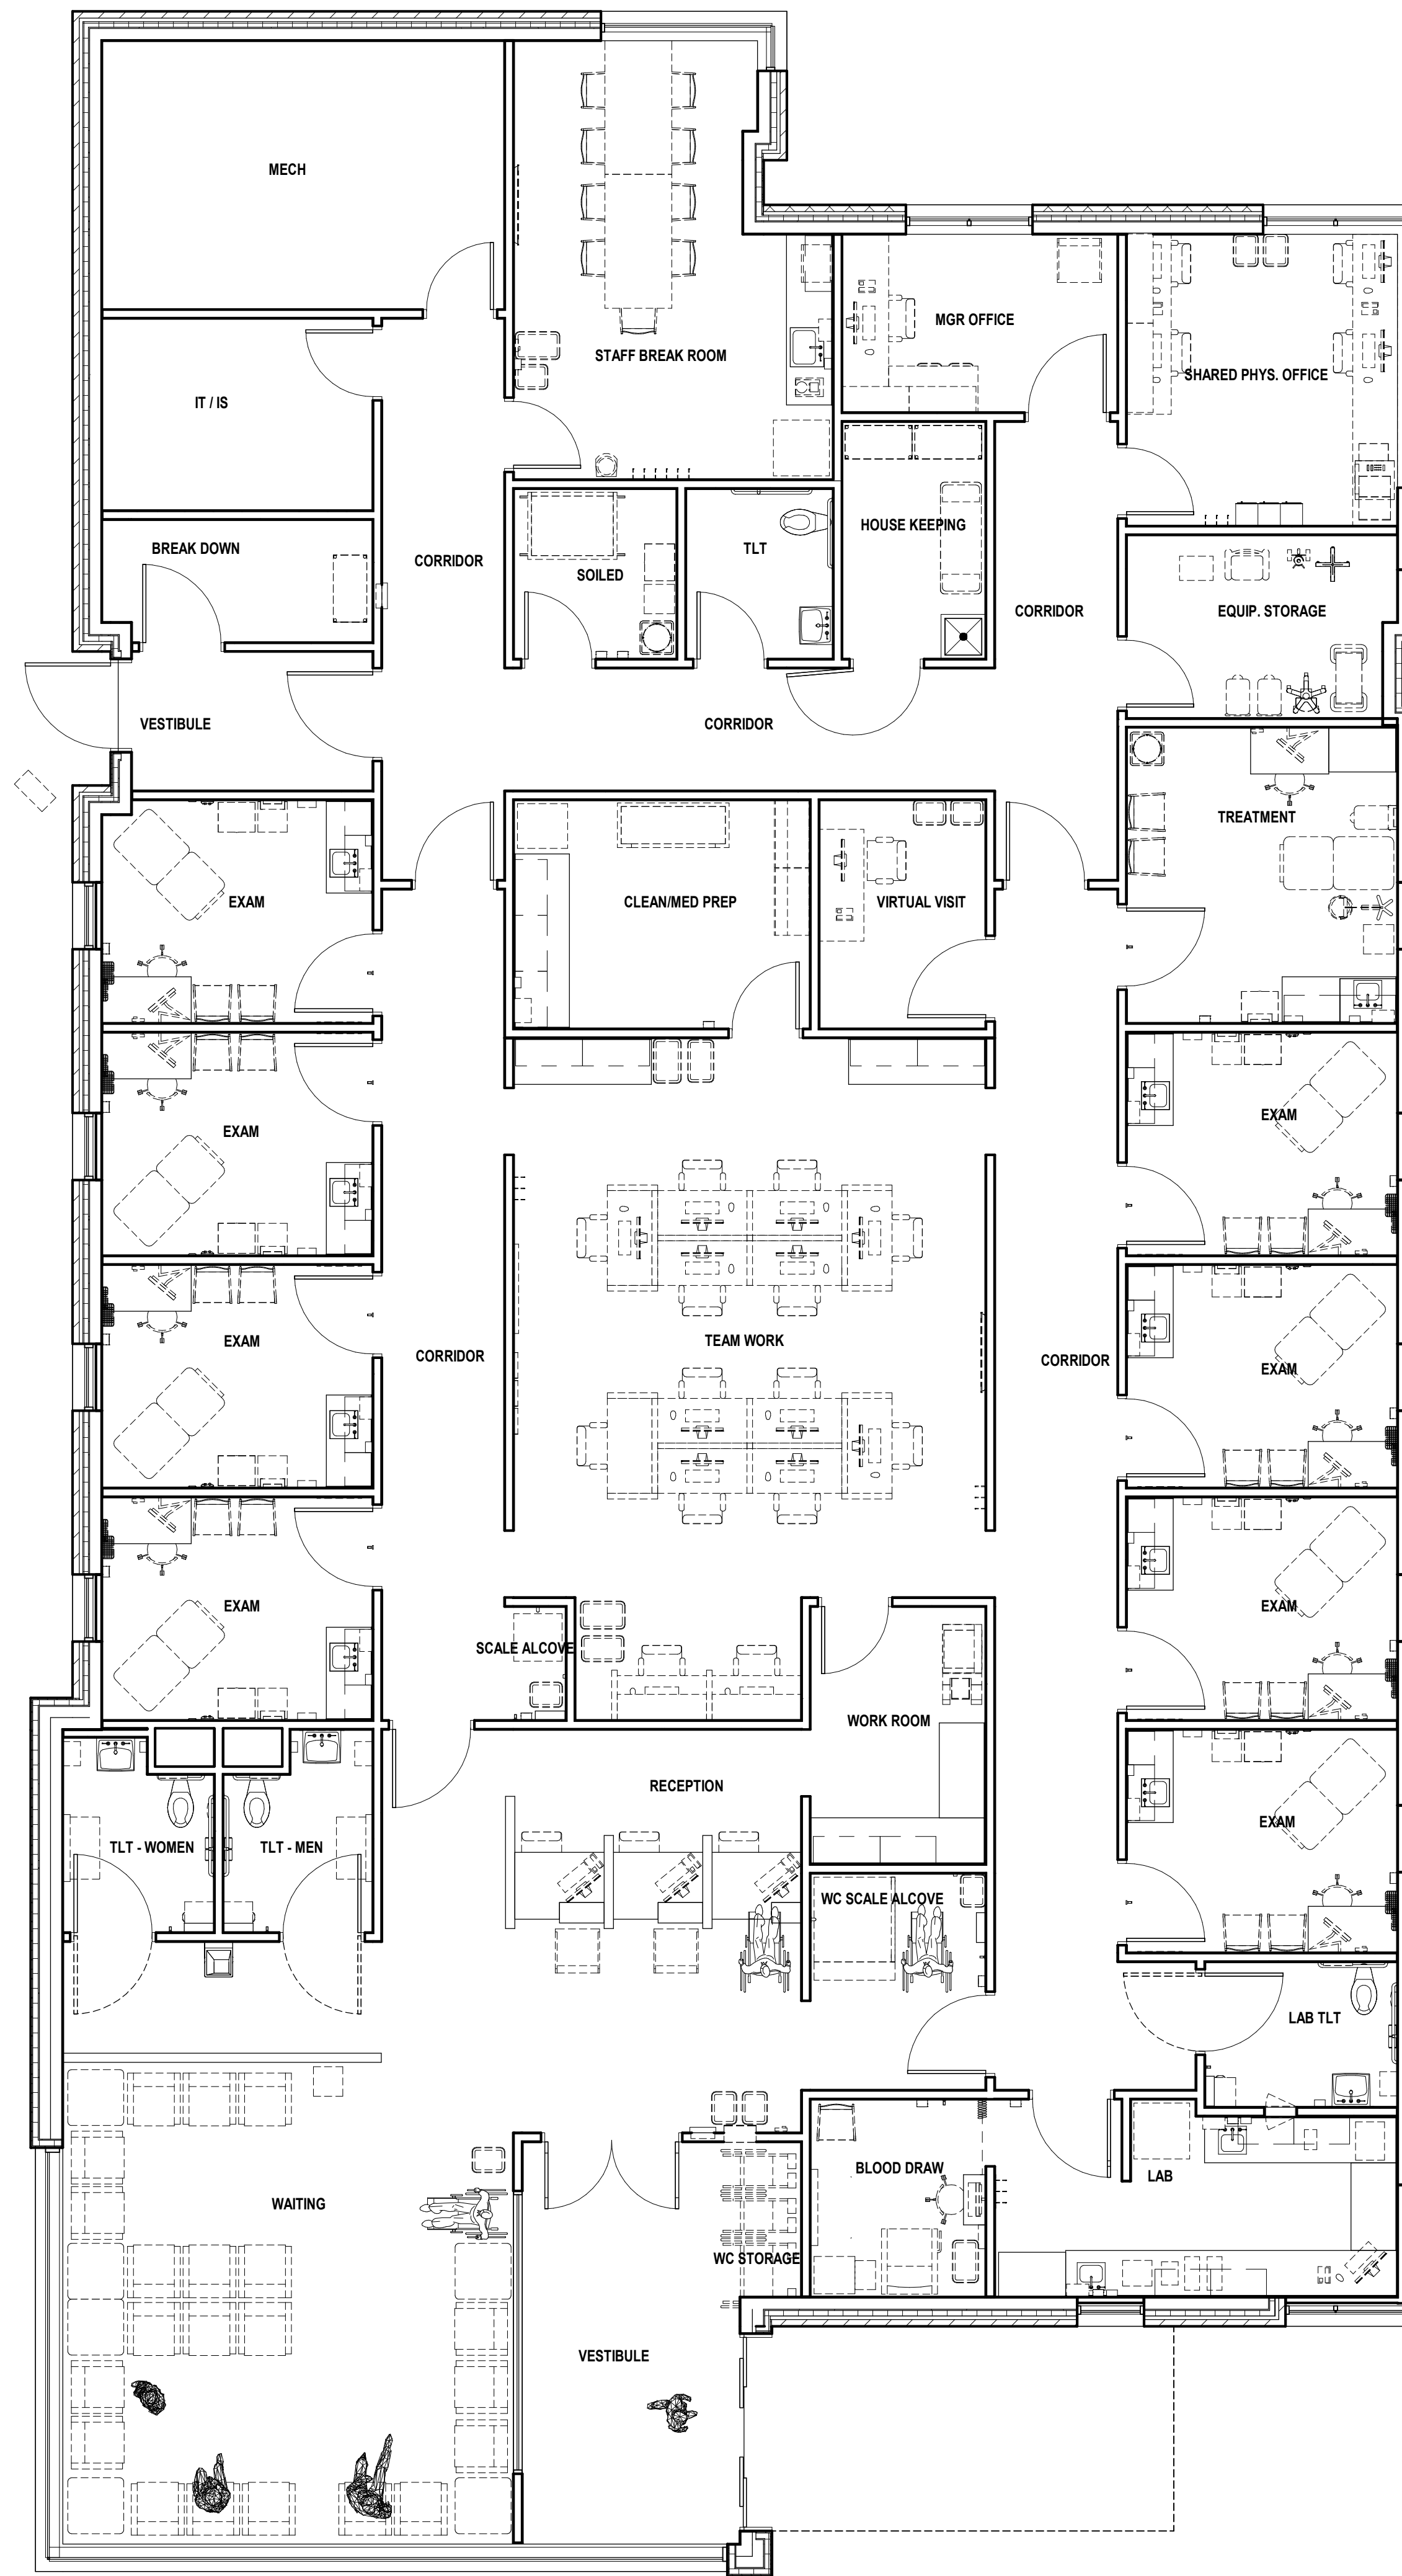 MECH
STAFF BREAK ROOM
MGR OFFICE
SHARED PHYS. OFFICE
IT / IS
BREAK DOWN
CORRIDOR
SOILED
TLT
HOUSE KEEPING
CORRIDOR
EQUIP. STORAGE
VESTIBULE
CORRIDOR
TREATMENT
EXAM
CLEAN/MED PREP
VIRTUAL VISIT
EXAM
EXAM
EXAM
CORRIDOR
TEAM WORK
CORRIDOR
EXAM
EXAM
SCALE ALCOVE
EXAM
WORK ROOM
RECEPTION
TLT - WOMEN
TLT - MEN
EXAM
WC SCALE ALCOVE
LAB TLT
WAITING
BLOOD DRAW
LAB
WC STORAGE
VESTIBULE